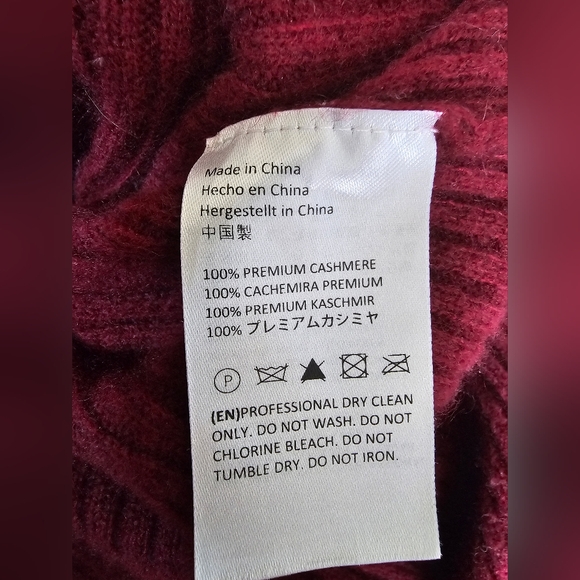 Made in China
Hecho en China
Hergestellt in China
中国製
100% PREMIUM CASHMERE
100% CACHEMIRA PREMIUM
100% PREMIUM KASCHMIR
100% プレミアムカシミヤ
P
(EN)PROFESSIONAL DRY CLEAN
ONLY. DO NOT WASH. DO NOT
CHLORINE BLEACH. DO NOT
TUMBLE DRY. DO NOT IRON.